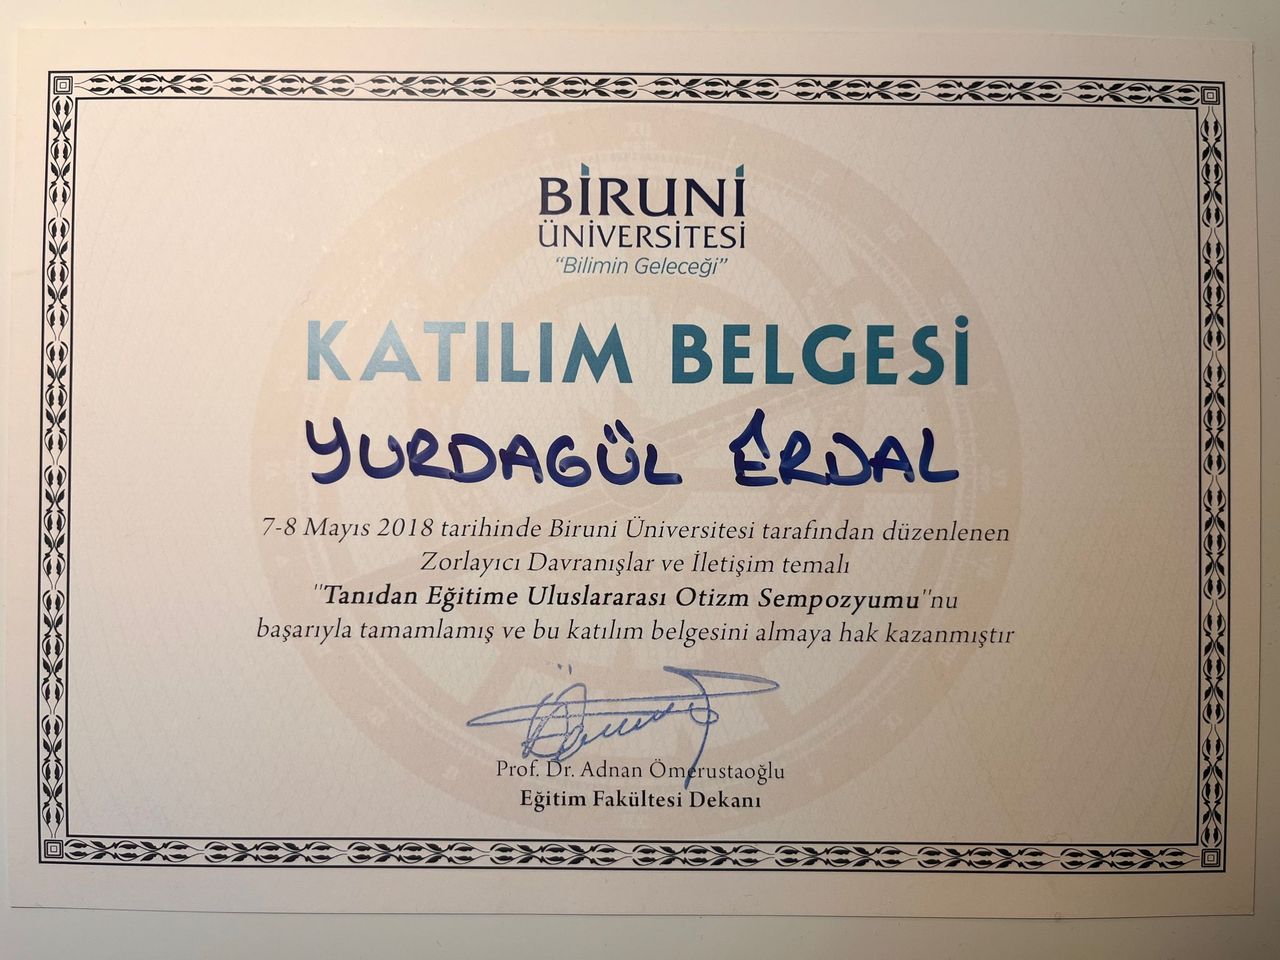 BİRUNİ
ÜNİVERSİTESİ
"Bilimin Geleceği"
KATILIM BELGESİ
YURDAGÜL ERDAL
7-8 Mayıs 2018 tarihinde Biruni Üniversitesi tarafından düzenlenen
Zorlayıcı Davranışlar ve İletişim temalı
"Tanıdan Eğitime Uluslararası Otizm Sempozyumu"nu
başarıyla tamamlamış ve bu katılım belgesini almaya hak kazanmıştır
Prof. Dr. Adnan Ömerustaoğlu
Eğitim Fakültesi Dekanı